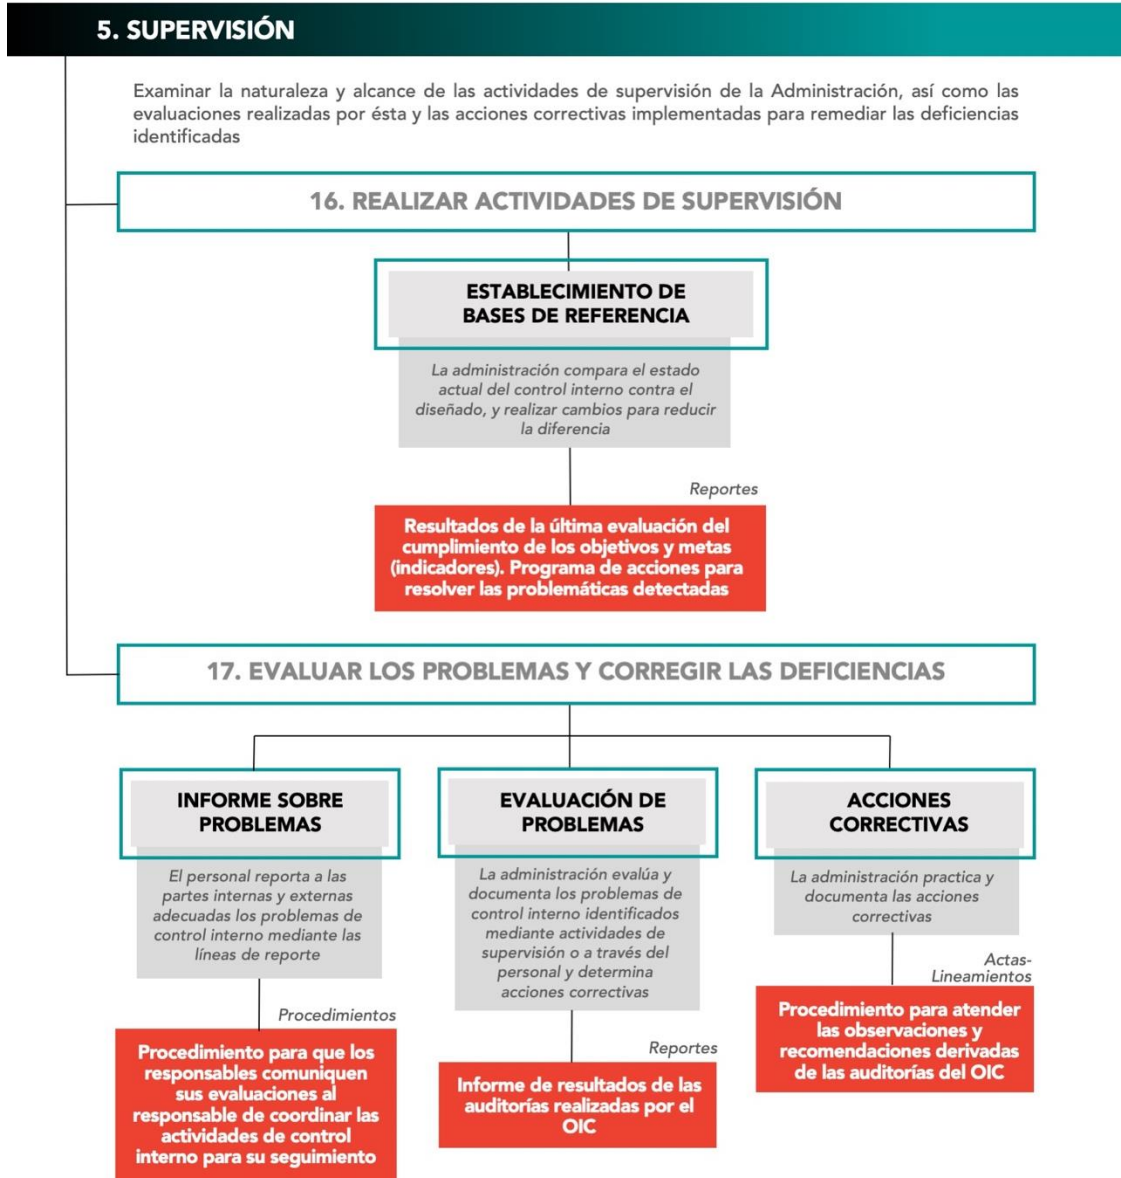 5. SUPERVISIÓN
Examinar la naturaleza y alcance de las actividades de supervisión de la Administración, así como las
evaluaciones realizadas por ésta y las acciones correctivas implementadas para remediar las deficiencias
identificadas
16. REALIZAR ACTIVIDADES DE SUPERVISIÓN
ESTABLECIMIENTO DE
BASES DE REFERENCIA
La administración compara el estado
actual del control interno contra el
diseñado, y realizar cambios para reducir
la diferencia
Reportes
Resultados de la última evaluación del
cumplimiento de los objetivos y metas
(indicadores). Programa de acciones para
resolver las problemáticas detectadas
17. EVALUAR LOS PROBLEMAS Y CORREGIR LAS DEFICIENCIAS
INFORME SOBRE
PROBLEMAS
El personal reporta a las
partes internas y externas
adecuadas los problemas de
control interno mediante las
líneas de reporte
Procedimientos
Procedimiento para que los
responsables comuniquen
sus evaluaciones al
responsable de coordinar las
actividades de control
interno para su seguimiento
EVALUACIÓN DE
PROBLEMAS
La administración evalúa y
documenta los problemas de
control interno identificados
mediante actividades de
supervisión o a través del
personal y determina
acciones correctivas
Reportes
Informe de resultados de las
auditorías realizadas por el
OIC
ACCIONES
CORRECTIVAS
La administración practica y
documenta las acciones
correctivas
Actas-
Lineamientos
Procedimiento para atender
las observaciones y
recomendaciones derivadas
de las auditorías del OIC